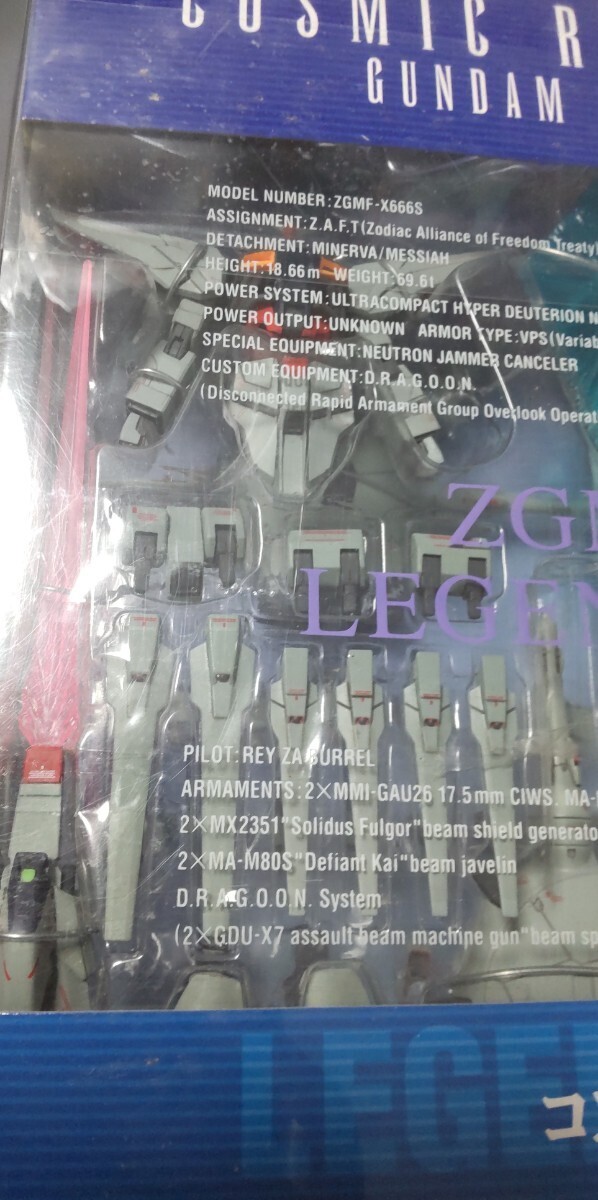 COSMIC R
GUNDAM
MODEL NUMBER:ZGMF-X666S
ASSIGNMENT:Z.A.F.T(Zodiac Alliance of Freedom Treaty)
DETACHMENT:MINERVA/MESSIAH
HEIGHT:18.66m WEIGHT:69.6t
POWER SYSTEM:ULTRACOMPACT HYPER DEUTERION N
POWER OUTPUT:UNKNOWN ARMOR TYPE:VPS(Variab
SPECIAL EQUIPMENT:NEUTRON JAMMER CANCELER
CUSTOM EQUIPMENT:D.R.A.G.O.O.N.
(Disconnected Rapid Armament Group Overlook Operat
ZGM
LEGEN
PILOT:REY ZA BURREL
ARMAMENTS:2×MMI-GAU26 17.5mm CIWS. MA-
2×MX2351"Solidus Fulgor"beam shield generato
2×MA-M80S"Defiant Kai"beam javelin
D.R.A.G.O.O.N. System
(2×GDU-X7 assault beam machine gun"beam sp
LEGE
コ